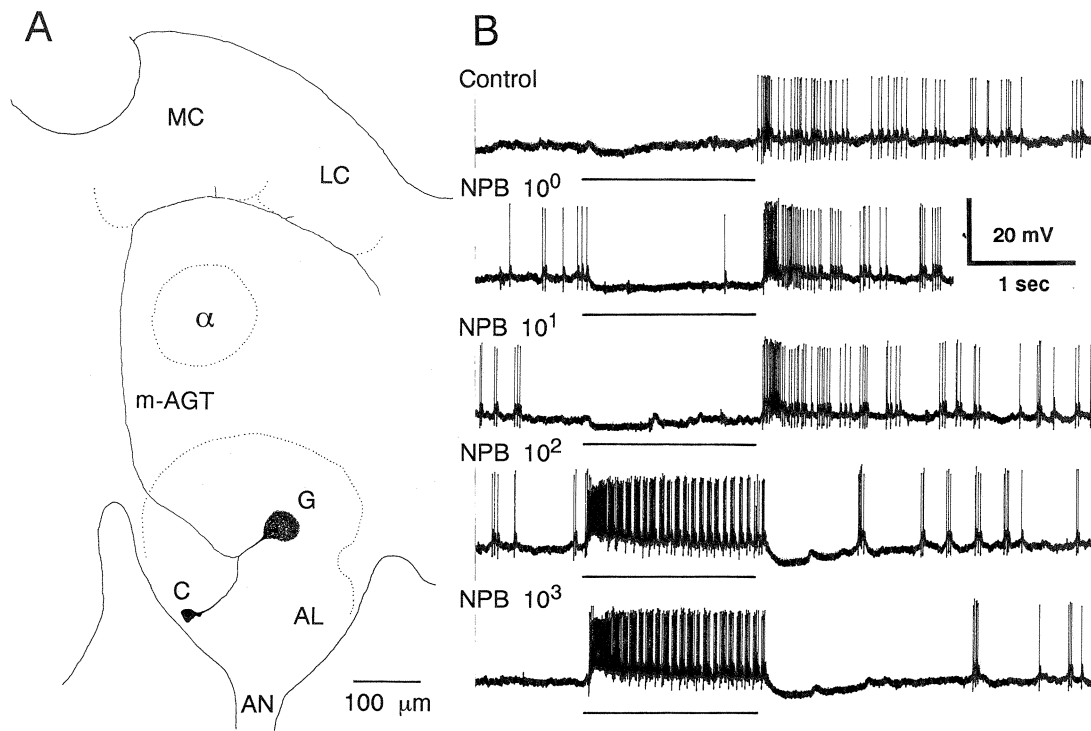 A
MC
LC
α
m-AGT
G
C
AL
AN
100 μm
B
Control
NPB 10⁰
20 mV
1 sec
NPB 10¹
NPB 10²
NPB 10³